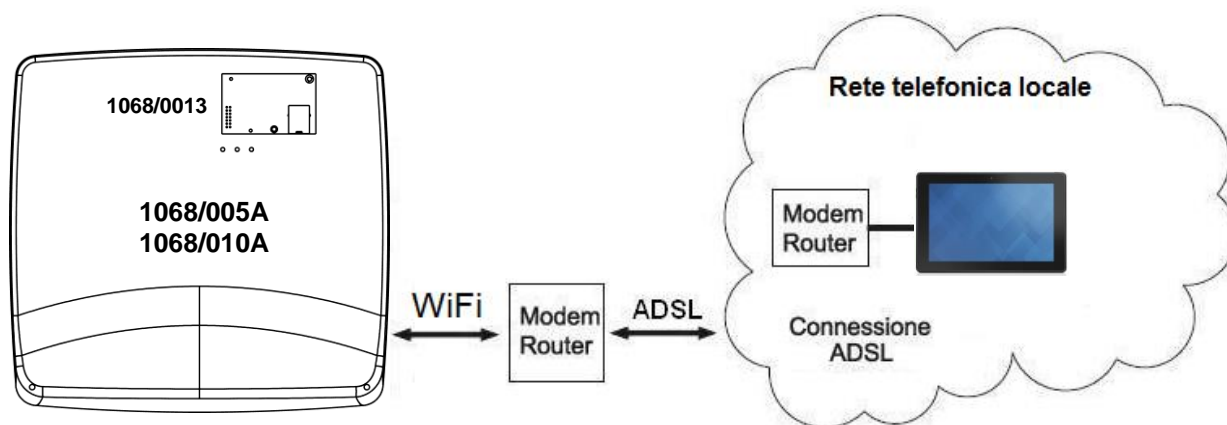 1068/0013
1068/005A
1068/010A
WiFi
Modem
Router
ADSL
Rete telefonica locale
Modem
Router
Connessione
ADSL